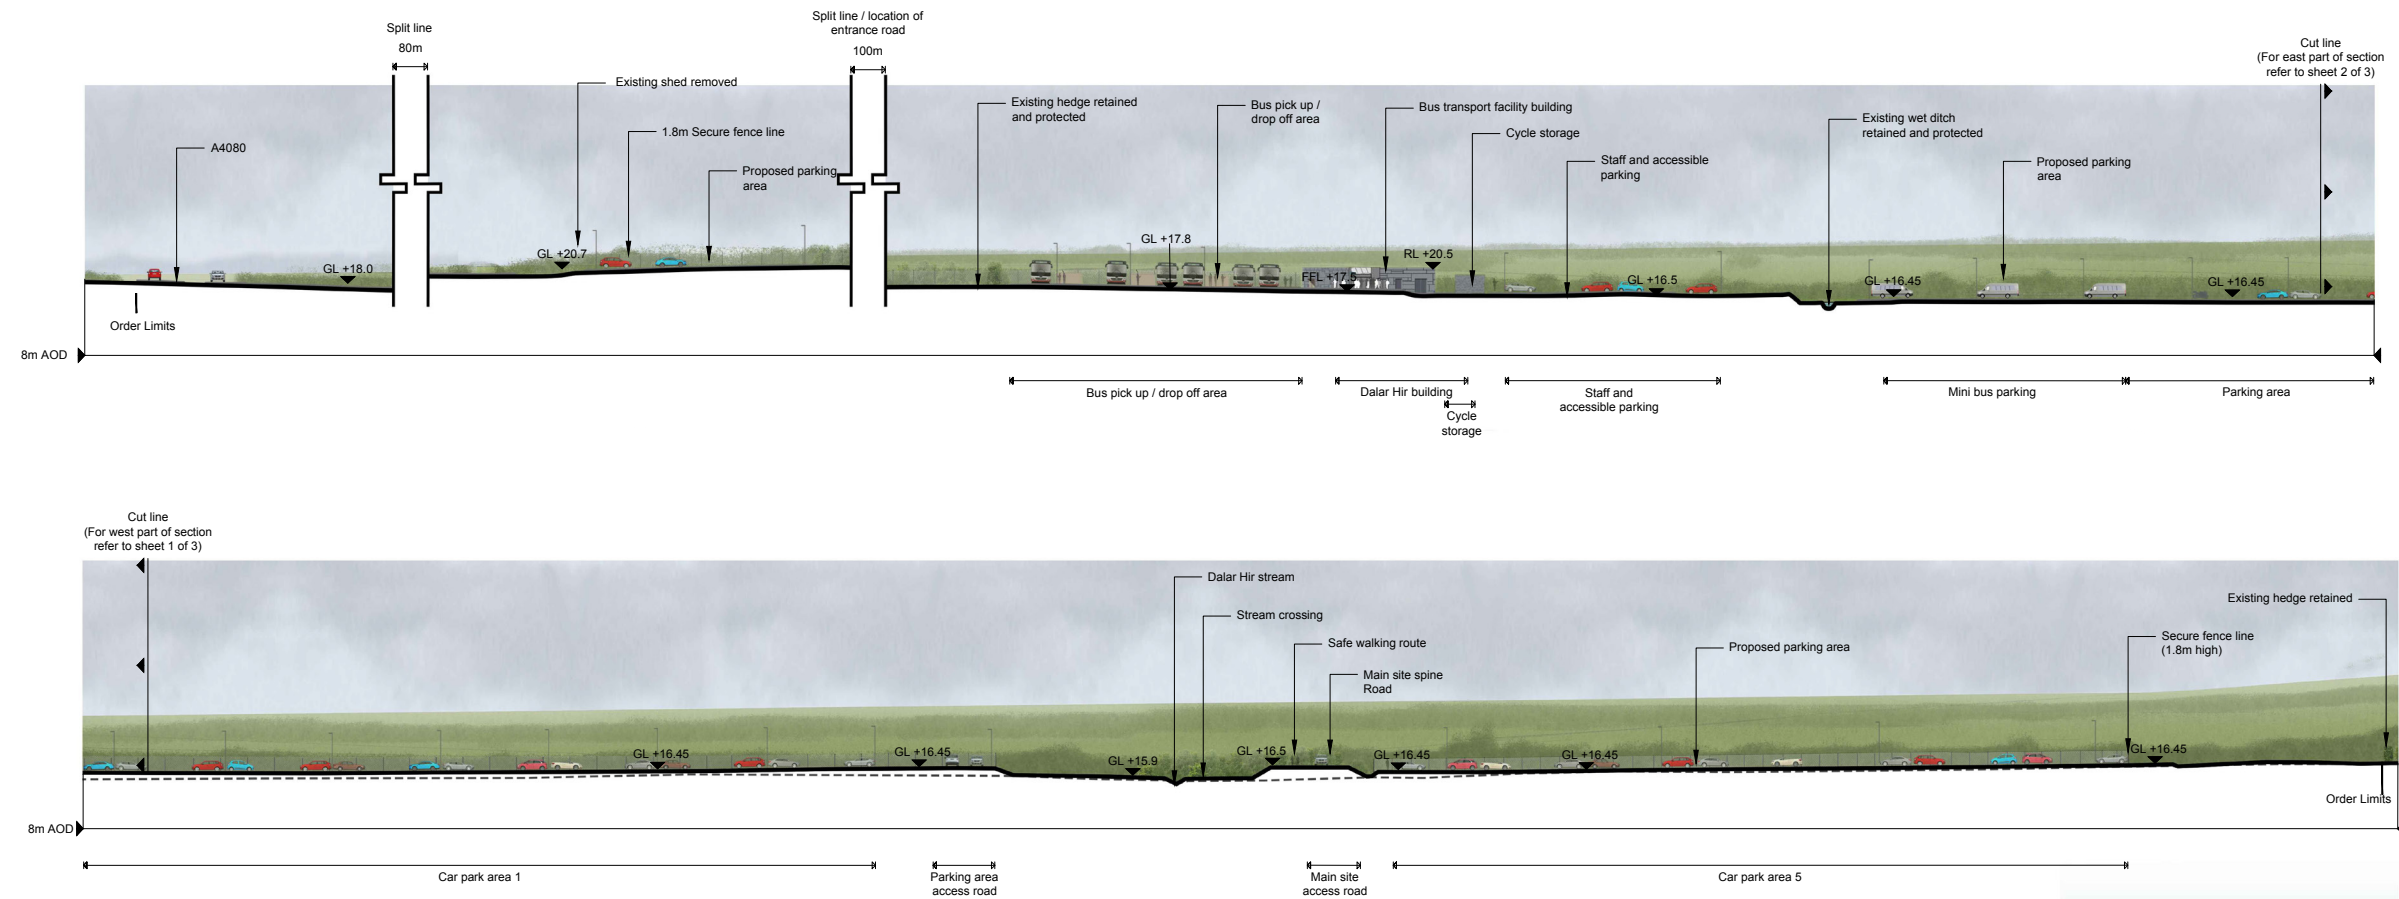 Split line
80m
Split line / location of
entrance road
100m
Cut line
(For east part of section
refer to sheet 2 of 3)
Existing shed removed
Existing hedge retained
and protected
Bus pick up /
drop off area
Bus transport facility building
Existing wet ditch
retained and protected
1.8m Secure fence line
Cycle storage
A4080
Staff and accessible
parking
Proposed parking
area
Proposed parking
area
GL +18.0
GL +20.7
GL +17.8
FFL +17.5
RL +20.5
GL +16.5
GL +16.45
GL +16.45
Order Limits
8m AOD
Bus pick up / drop off area
Dalar Hir building
Cycle
storage
Staff and
accessible parking
Mini bus parking
Parking area
Cut line
(For west part of section
refer to sheet 1 of 3)
Dalar Hir stream
Stream crossing
Safe walking route
Main site spine
Road
Proposed parking area
Existing hedge retained
Secure fence line
(1.8m high)
GL +16.45
GL +16.45
GL +15.9
GL +16.5
GL +16.45
GL +16.45
GL +16.45
Order Limits
8m AOD
Car park area 1
Parking area
access road
Main site
access road
Car park area 5